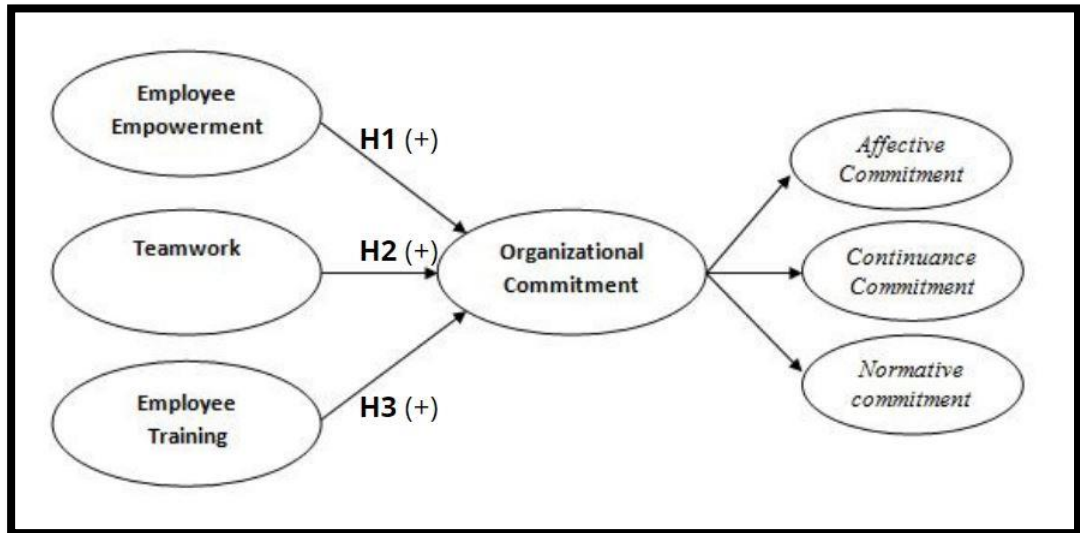 Employee
Empowerment
H1 (+)
Teamwork
H2 (+)
Employee
Training
H3 (+)
Organizational
Commitment
Affective
Commitment
Continuance
Commitment
Normative
commitment